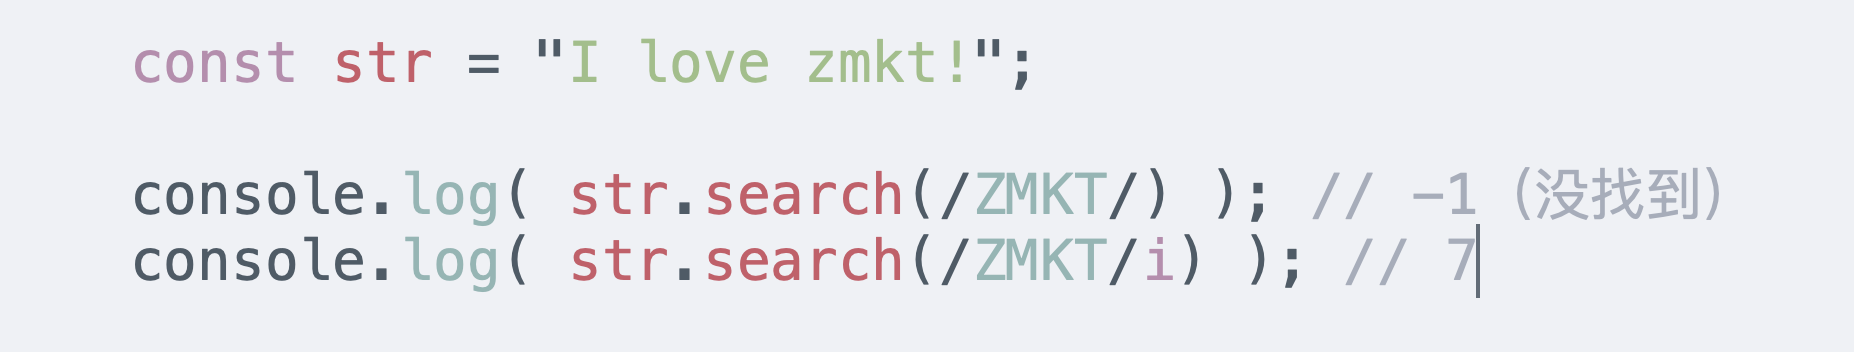 const str = "I love zmkt!";
console.log( str.search(/ZMKT/) ); // -1（没找到）
console.log( str.search(/ZMKT/i) ); // 7